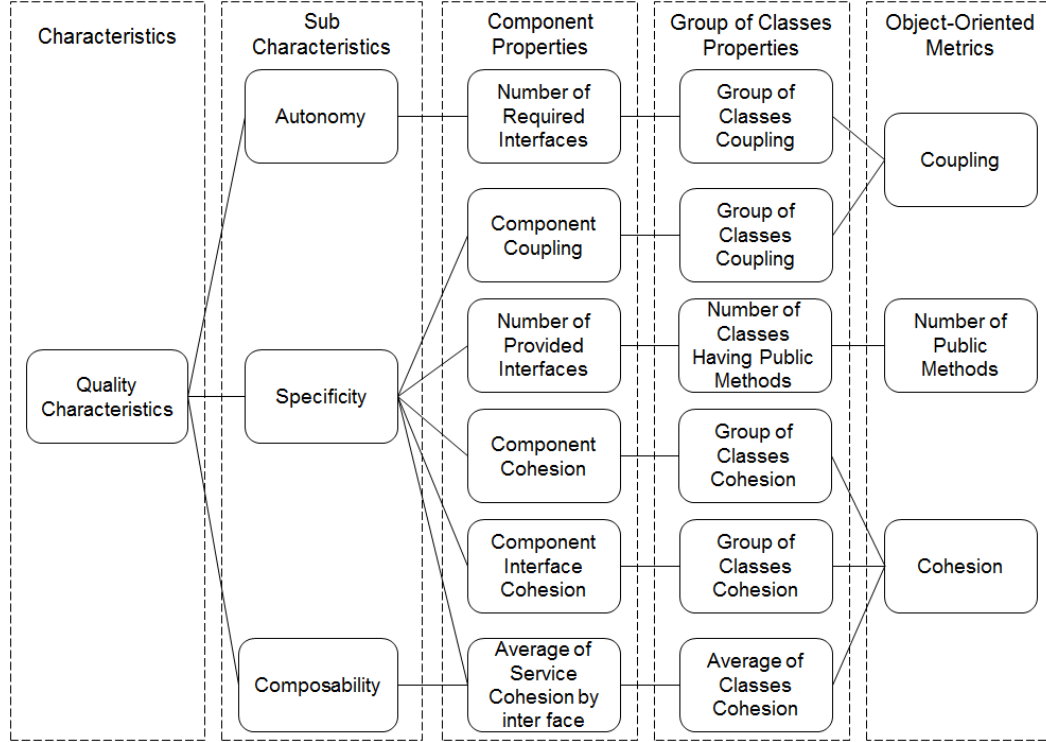 Characteristics
Sub
Characteristics
Component
Properties
Group of Classes
Properties
Object-Oriented
Metrics
Autonomy
Number of
Required
Interfaces
Group of
Classes
Coupling
Coupling
Component
Coupling
Group of
Classes
Coupling
Quality
Characteristics
Specificity
Number of
Provided
Interfaces
Number of
Classes
Having Public
Methods
Number of
Public
Methods
Component
Cohesion
Group of
Classes
Cohesion
Component
Interface
Cohesion
Group of
Classes
Cohesion
Cohesion
Composability
Average of
Service
Cohesion by
inter face
Average of
Classes
Cohesion